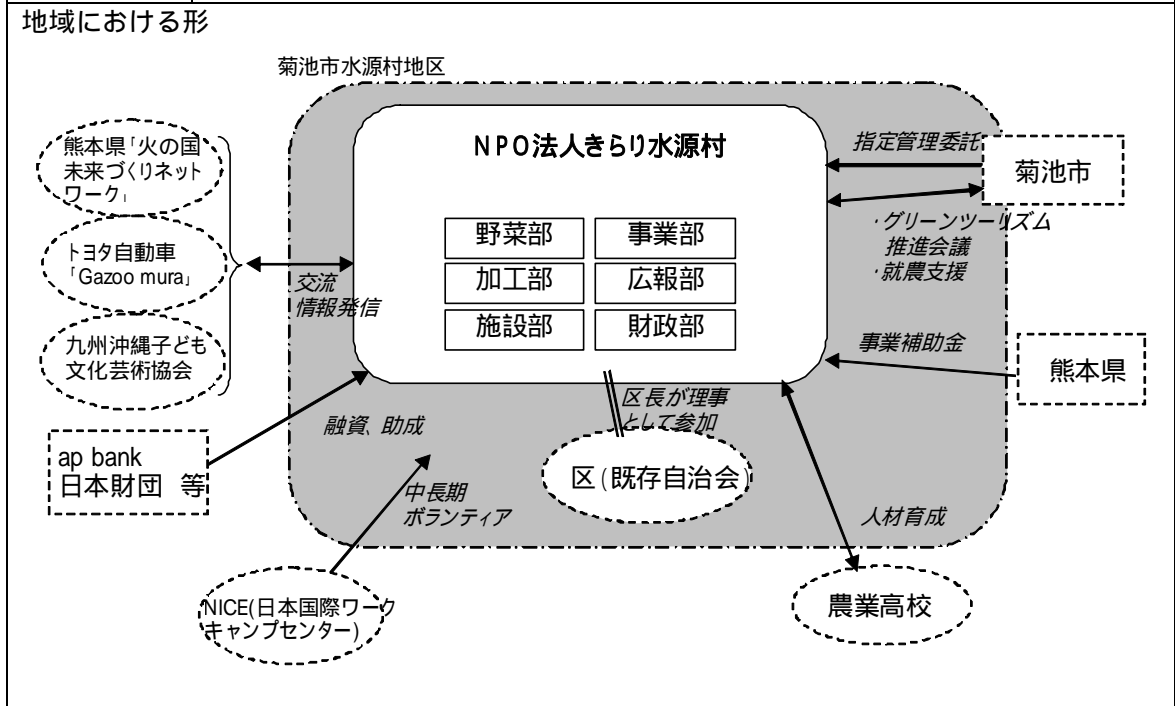 地域における形
菊池市水源村地区
NPO法人きらり水源村
野菜部
事業部
加工部
広報部
施設部
財政部
熊本県「火の国
未来づくりネット
ワーク」
トヨタ自動車
「Gazoo mura」
九州沖縄子ども
文化芸術協会
交流
情報発信
ap bank
日本財団 等
融資、助成
中長期
ボランティア
NICE(日本国際ワーク
キャンプセンター)
区長が理事
として参加
区(既存自治会)
指定管理委託
菊池市
・グリーンツーリズム
推進会議
・就農支援
事業補助金
熊本県
人材育成
農業高校